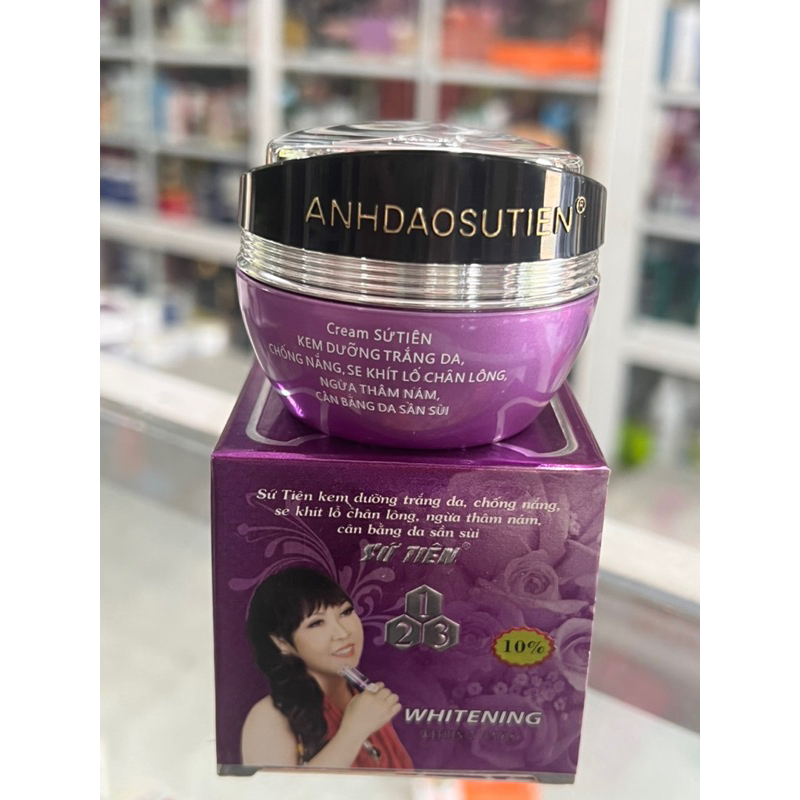 ANHDAOSUTIEN®
Cream SỨ TIÊN
KEM DƯỠNG TRẮNG DA,
CHỐNG NẮNG, SE KHÍT LỖ CHÂN LÔNG,
NGỪA THÂM NÁM,
CÂN BẰNG DA SẦN SÙI
Sứ Tiên kem dưỡng trắng da, chống nắng,
se khít lỗ chân lông, ngừa thâm nám,
cân bằng da sần sùi
SỨ TIÊN®
1
2 3
10%
WHITENING